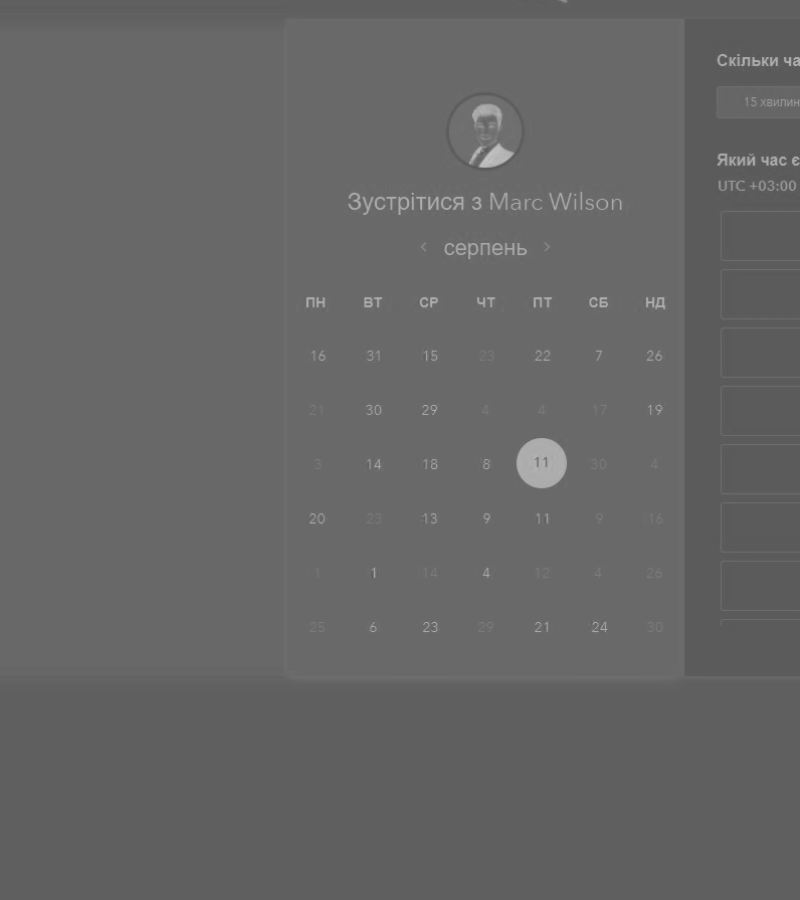 Зустрітися з Marc Wilson
‹ серпень ›
ПН ВТ СР ЧТ ПТ СБ НД
16 31 15 23 22 7 26
21 30 29 4 4 17 19
3 14 18 8 11 30 4
20 23 13 9 11 9 16
1 1 14 4 12 4 26
25 6 23 29 21 24 30
Скільки ча
15 хвилин
Який час є
UTC +03:00